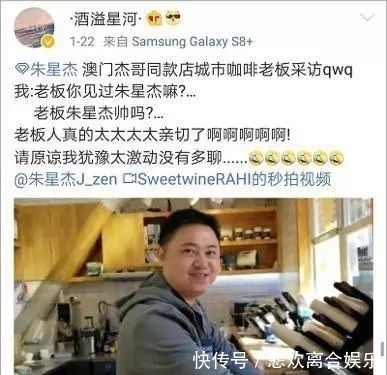 ·酒溢星河·
1-22 来自 Samsung Galaxy S8+
朱星杰 澳门杰哥同款店城市咖啡老板采访qwq
我:老板你见过朱星杰嘛?...
老板朱星杰帅吗?...
老板人真的太太太太亲切了啊啊啊啊啊!
请原谅我犹豫太激动没有多聊......
@朱星杰J_zen SweetwineRAHI的秒拍视频
快传号/悲欢离合娱乐